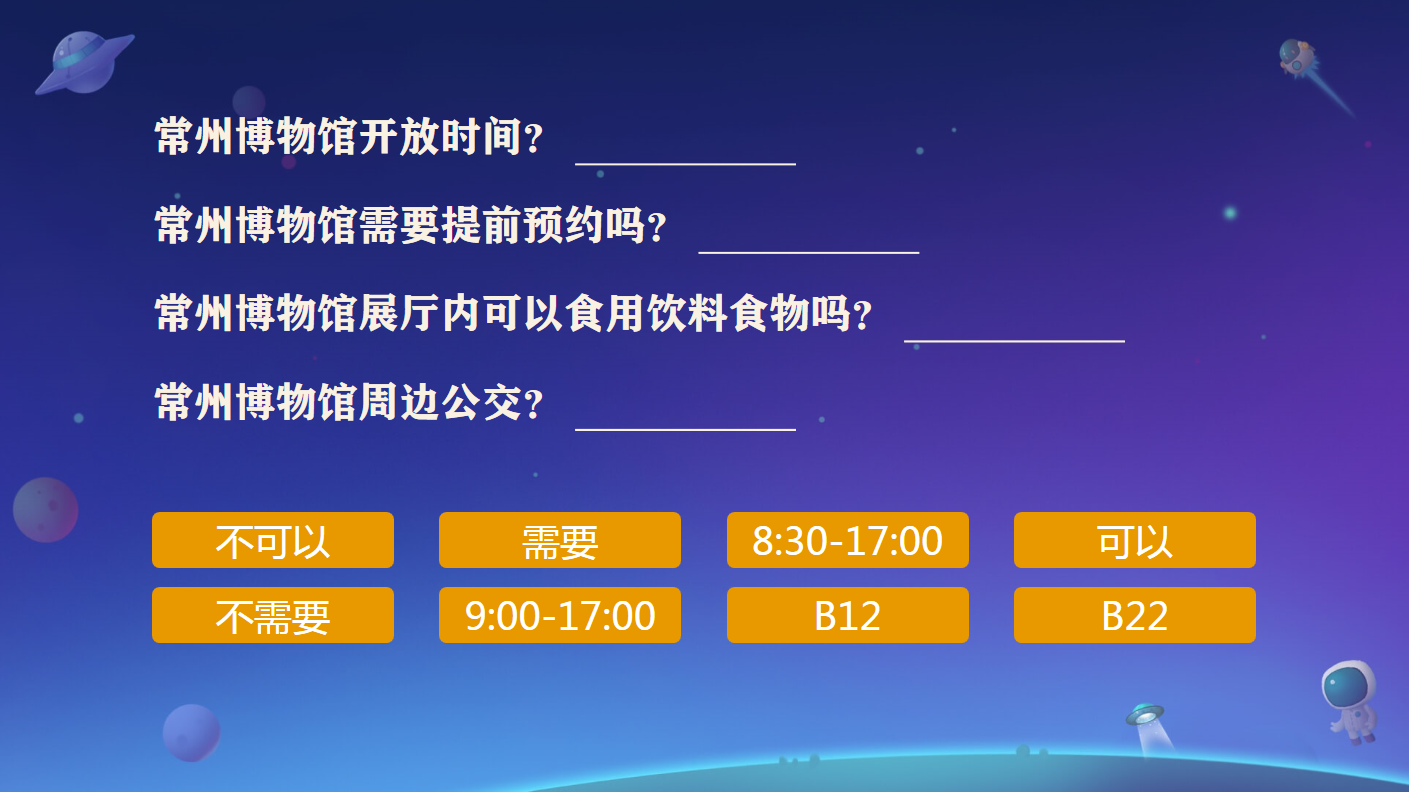 常州博物馆开放时间?
常州博物馆需要提前预约吗?
常州博物馆展厅内可以食用饮料食物吗?
常州博物馆周边公交?
不可以 需要 8:30-17:00 可以
不需要 9:00-17:00 B12 B22